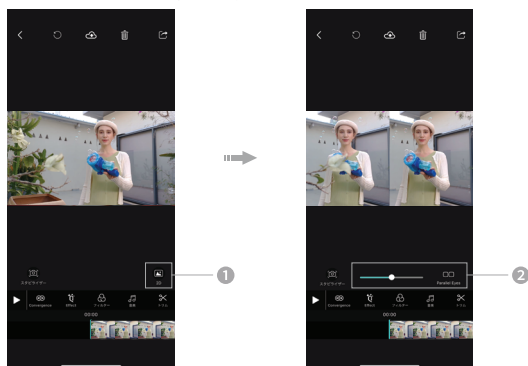 1
スタビライザー
2D
Convergence
Effect
フィルター
音楽
トリム
00:00
2
スタビライザー
Parallel Eyes
Convergence
Effect
フィルター
音楽
トリム
00:00